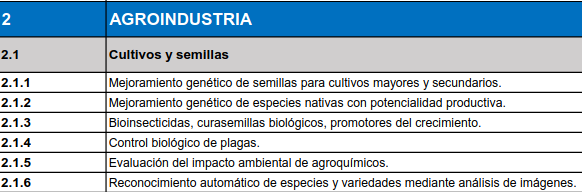 2 AGROINDUSTRIA
2.1 Cultivos y semillas
2.1.1 Mejoramiento genético de semillas para cultivos mayores y secundarios.
2.1.2 Mejoramiento genético de especies nativas con potencialidad productiva.
2.1.3 Bioinsecticidas, curasemillas biológicos, promotores del crecimiento.
2.1.4 Control biológico de plagas.
2.1.5 Evaluación del impacto ambiental de agroquímicos.
2.1.6 Reconocimiento automático de especies y variedades mediante análisis de imágenes.